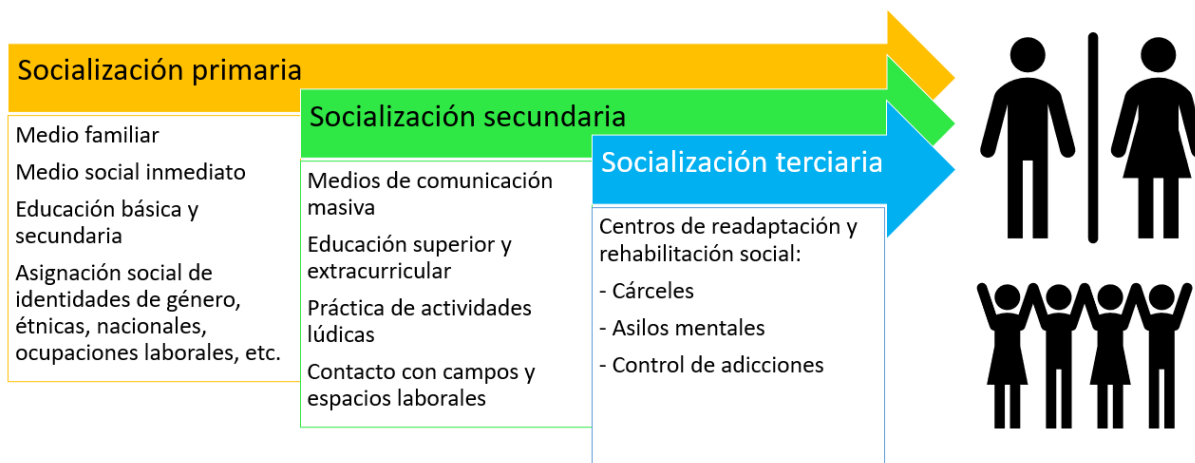 Socialización primaria
Medio familiar
Medio social inmediato
Educación básica y
secundaria
Asignación social de
identidades de género,
étnicas, nacionales,
ocupaciones laborales, etc.
Socialización secundaria
Medios de comunicación
masiva
Educación superior y
extracurricular
Práctica de actividades
lúdicas
Contacto con campos y
espacios laborales
Socialización terciaria
Centros de readaptación y
rehabilitación social:
- Cárceles
- Asilos mentales
- Control de adicciones